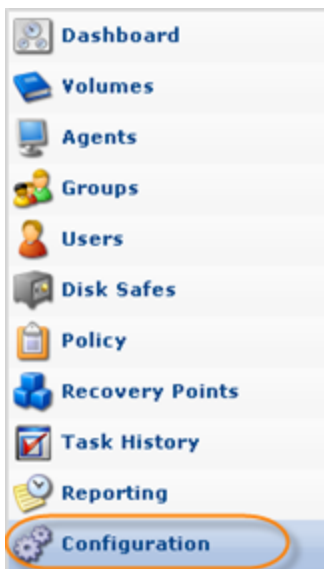 Dashboard
Volumes
Agents
Groups
Users
Disk Safes
Policy
Recovery Points
Task History
Reporting
Configuration